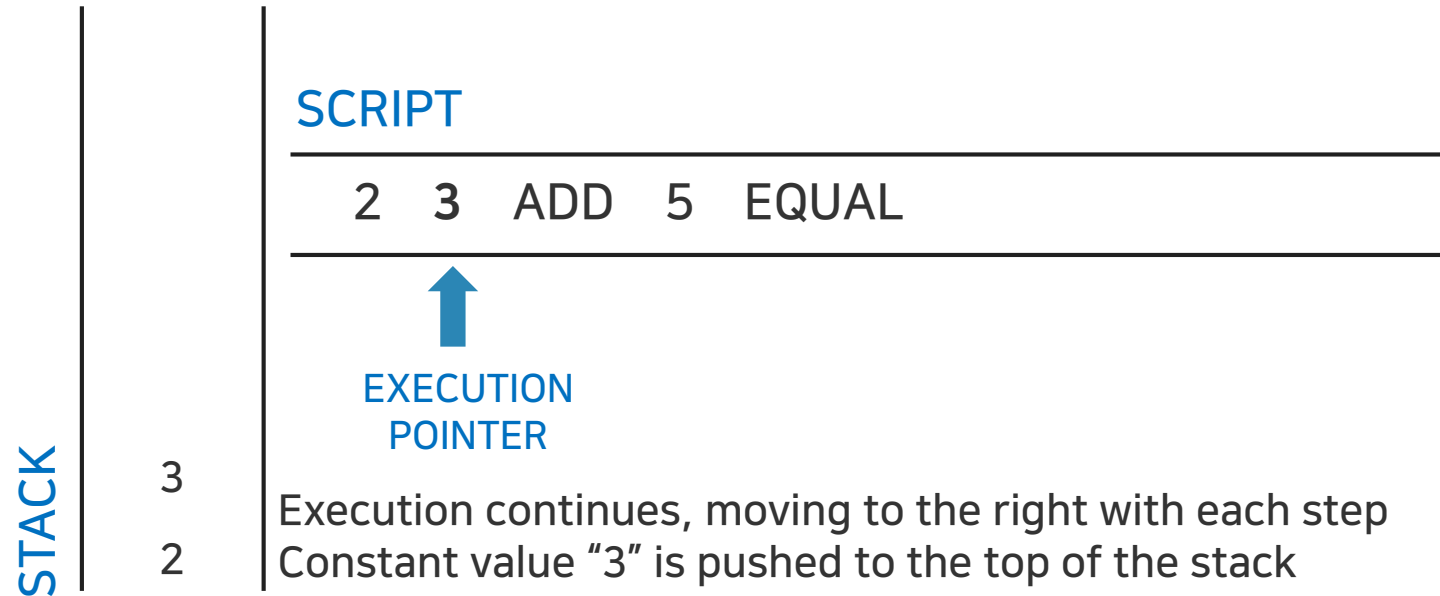 SCRIPT
2 3 ADD 5 EQUAL
EXECUTION
POINTER
STACK
3
2
Execution continues, moving to the right with each step
Constant value “3” is pushed to the top of the stack